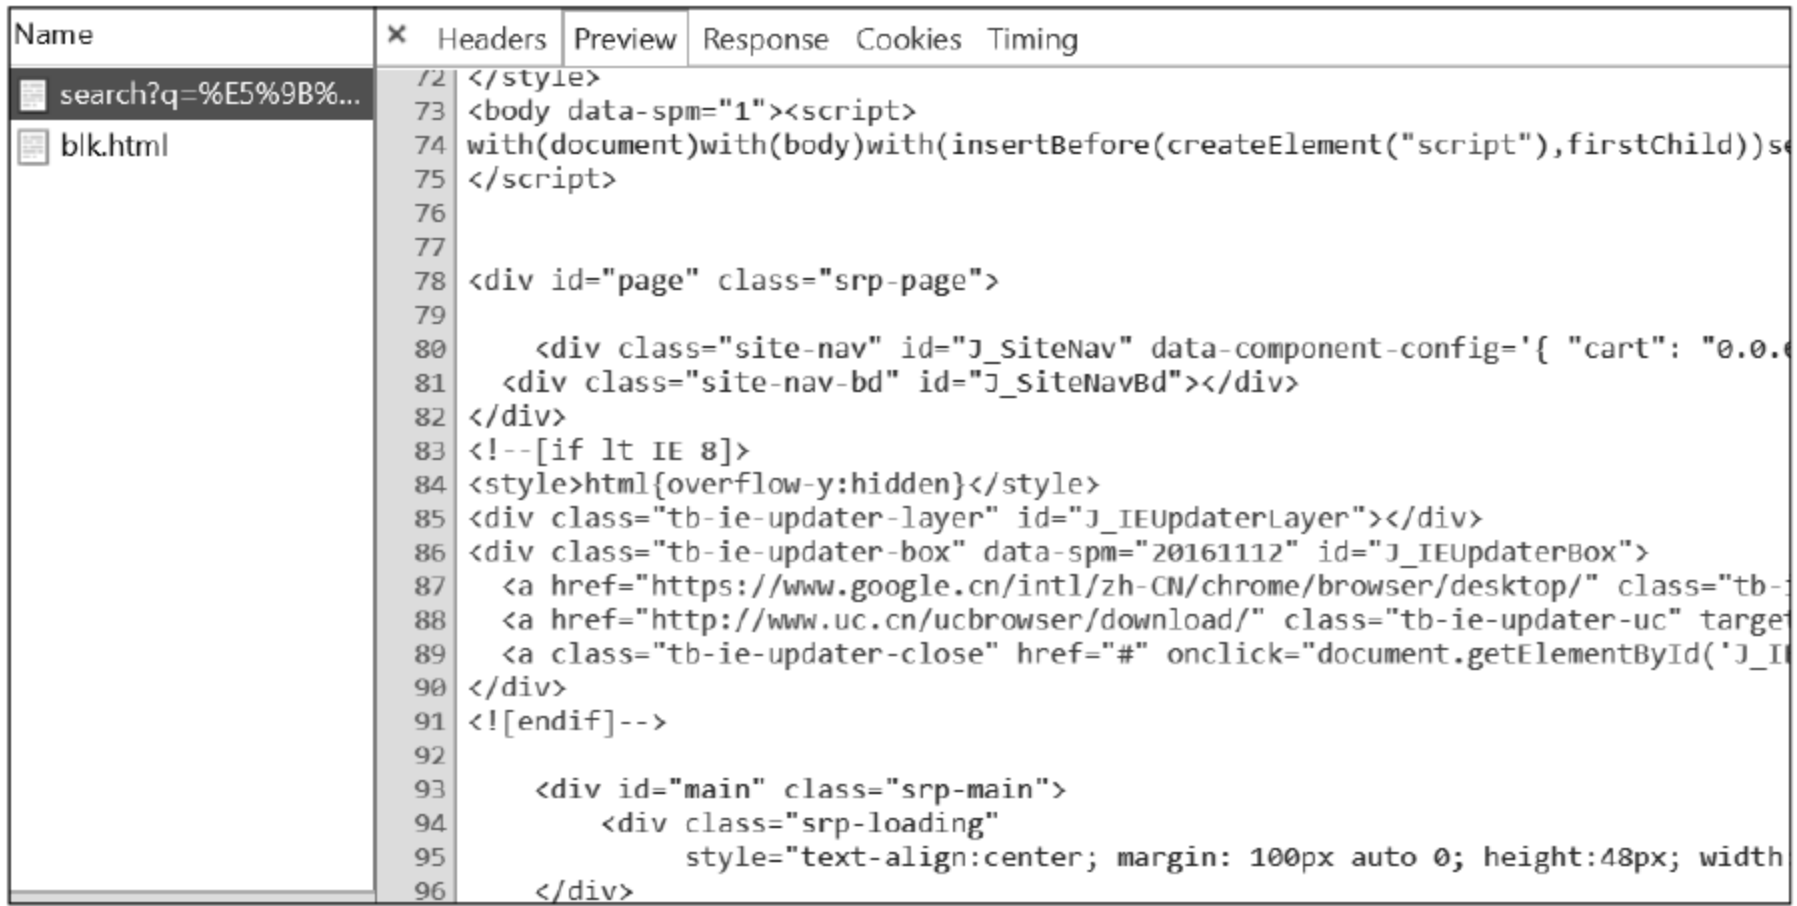 Name
search?q=%E5%9B%...
blk.html
× Headers Preview Response Cookies Timing
72 </style>
73 <body data-spm="1"><script>
74 with(document)with(body)with(insertBefore(createElement("script"),firstChild))se
75 </script>
76
77
78 <div id="page" class="srp-page">
79
80 <div class="site-nav" id="J_SiteNav" data-component-config='{ "cart": "0.0.6
81 <div class="site-nav-bd" id="J_SiteNavBd"></div>
82 </div>
83 <!--[if lt IE 8]>
84 <style>html{overflow-y:hidden}</style>
85 <div class="tb-ie-updater-layer" id="J_IEUpdaterLayer"></div>
86 <div class="tb-ie-updater-box" data-spm="20161112" id="J_IEUpdaterBox">
87 <a href="https://www.google.cn/intl/zh-CN/chrome/browser/desktop/" class="tb-i
88 <a href="http://www.uc.cn/ucbrowser/download/" class="tb-ie-updater-uc" target
89 <a class="tb-ie-updater-close" href="#" onclick="document.getElementById('J_IE
90 </div>
91 <![endif]-->
92
93 <div id="main" class="srp-main">
94 <div class="srp-loading"
95 style="text-align:center; margin: 100px auto 0; height:48px; width:
96 </div>